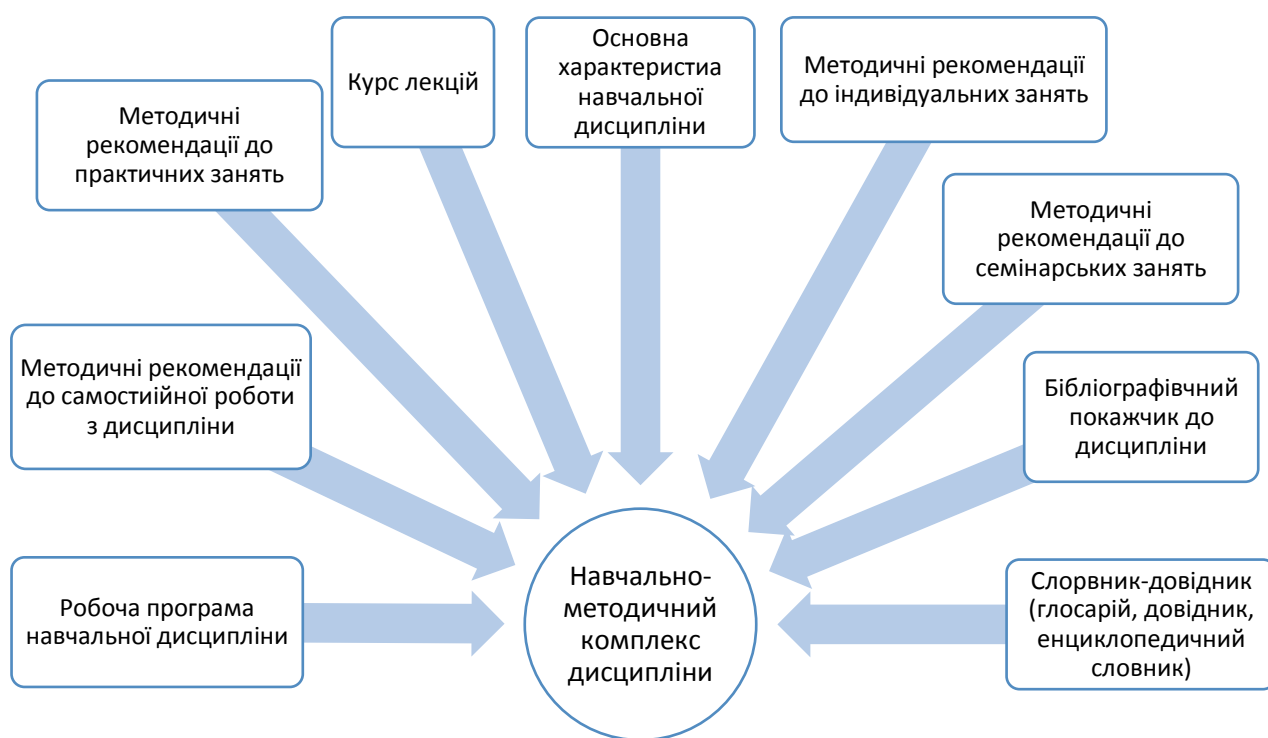 Основна
характеристиа
навчальної
дисципліни
Курс лекцій
Методичні рекомендації
до індивідуальних занять
Методичні
рекомендації до
практичних занять
Методичні
рекомендації до
семінарських занять
Методичні рекомендації
до самостиійної роботи
з дисципліни
Бібліографівчний
покажчик до
дисципліни
Робоча програма
навчальної дисципліни
Навчально-
методичний
комплекс
дисципліни
Слорвник-довідник
(глосарій, довідник,
енциклопедичний
словник)